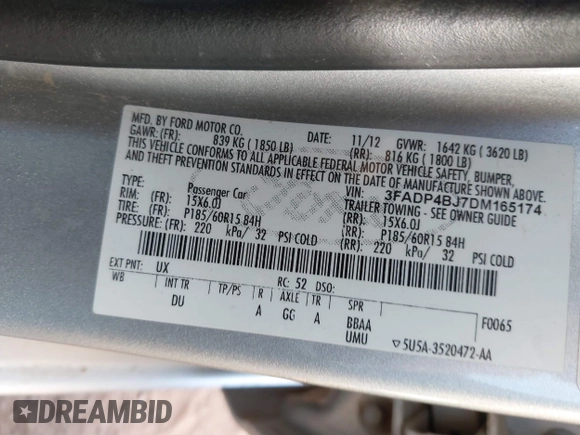 MFD. BY FORD MOTOR CO.
DATE: 11/12 GVWR: 1642 KG ( 3620 LB)
GAWR: (FR): 839 KG ( 1850 LB) (RR): 816 KG ( 1800 LB)
THIS VEHICLE CONFORMS TO ALL APPLICABLE FEDERAL MOTOR VEHICLE SAFETY, BUMPER,
AND THEFT PREVENTION STANDARDS IN EFFECT ON THE DATE OF MANUFACTURE SHOWN ABOVE.
VIN: 3FADP4BJ7DM165174
TYPE: Passenger Car TRAILER TOWING - SEE OWNER GUIDE
RIM: (FR): 15X6.0J (RR): 15X6.0J
TIRE: (FR): P185/60R15 84H (RR): P185/60R15 84H
PRESSURE: (FR): 220 kPa/ 32 PSI COLD (RR): 220 kPa/ 32 PSI COLD
EXT PNT: UX RC: 52 DSO: F0065
WB INT TR TP/PS R AXLE TR SPR
DU A GG A BBAA
UMU ▽5U5A-3520472-AA
DREAMBID